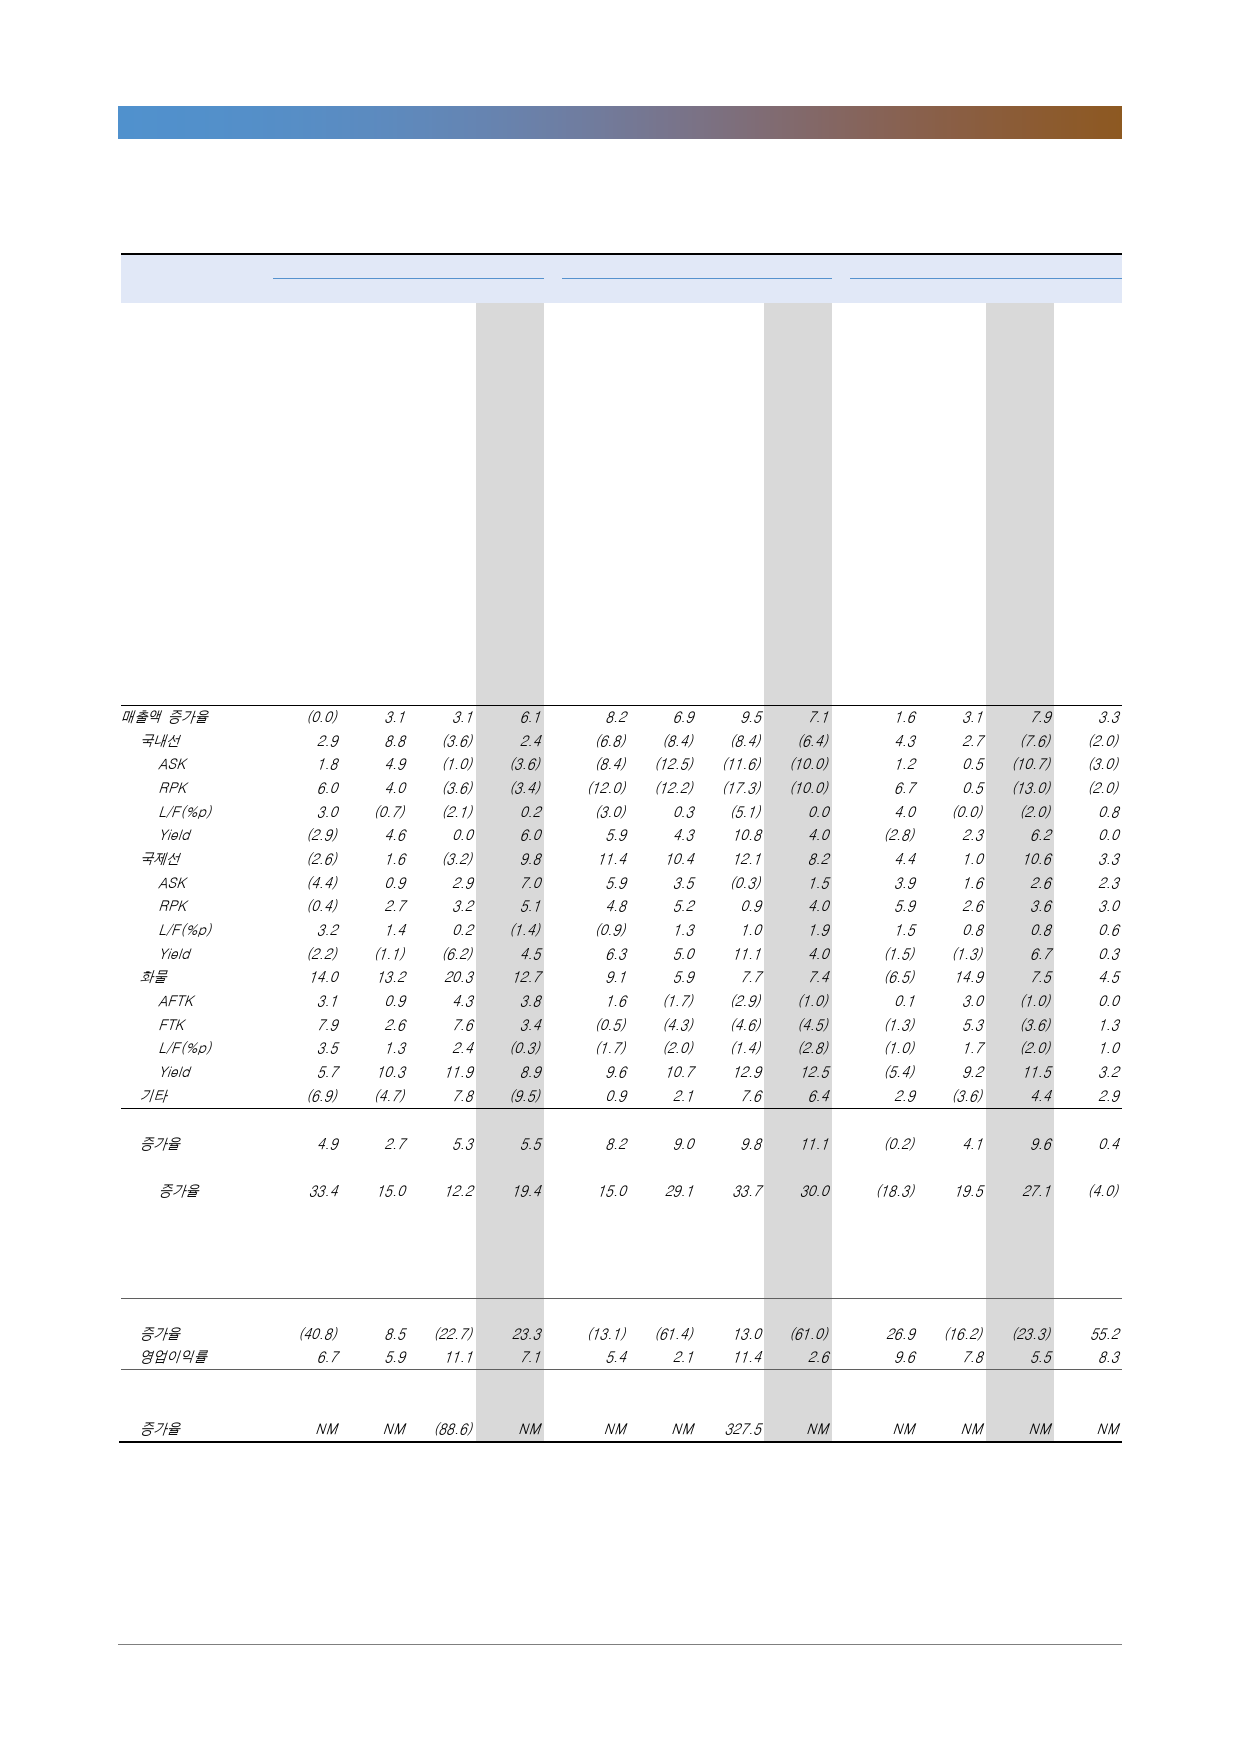 매출액 증가율 (0.0) 3.1 3.1 6.1 8.2 6.9 9.5 7.1 1.6 3.1 7.9 3.3
국내선 2.9 8.8 (3.6) 2.4 (6.8) (8.4) (8.4) (6.4) 4.3 2.7 (7.6) (2.0)
ASK 1.8 4.9 (1.0) (3.6) (8.4) (12.5) (11.6) (10.0) 1.2 0.5 (10.7) (3.0)
RPK 6.0 4.0 (3.6) (3.4) (12.0) (12.2) (17.3) (10.0) 6.7 0.5 (13.0) (2.0)
L/F(%p) 3.0 (0.7) (2.1) 0.2 (3.0) 0.3 (5.1) 0.0 4.0 (0.0) (2.0) 0.8
Yield (2.9) 4.6 0.0 6.0 5.9 4.3 10.8 4.0 (2.8) 2.3 6.2 0.0
국제선 (2.6) 1.6 (3.2) 9.8 11.4 10.4 12.1 8.2 4.4 1.0 10.6 3.3
ASK (4.4) 0.9 2.9 7.0 5.9 3.5 (0.3) 1.5 3.9 1.6 2.6 2.3
RPK (0.4) 2.7 3.2 5.1 4.8 5.2 0.9 4.0 5.9 2.6 3.6 3.0
L/F(%p) 3.2 1.4 0.2 (1.4) (0.9) 1.3 1.0 1.9 1.5 0.8 0.8 0.6
Yield (2.2) (1.1) (6.2) 4.5 6.3 5.0 11.1 4.0 (1.5) (1.3) 6.7 0.3
화물 14.0 13.2 20.3 12.7 9.1 5.9 7.7 7.4 (6.5) 14.9 7.5 4.5
AFTK 3.1 0.9 4.3 3.8 1.6 (1.7) (2.9) (1.0) 0.1 3.0 (1.0) 0.0
FTK 7.9 2.6 7.6 3.4 (0.5) (4.3) (4.6) (4.5) (1.3) 5.3 (3.6) 1.3
L/F(%p) 3.5 1.3 2.4 (0.3) (1.7) (2.0) (1.4) (2.8) (1.0) 1.7 (2.0) 1.0
Yield 5.7 10.3 11.9 8.9 9.6 10.7 12.9 12.5 (5.4) 9.2 11.5 3.2
기타 (6.9) (4.7) 7.8 (9.5) 0.9 2.1 7.6 6.4 2.9 (3.6) 4.4 2.9
증가율 4.9 2.7 5.3 5.5 8.2 9.0 9.8 11.1 (0.2) 4.1 9.6 0.4
증가율 33.4 15.0 12.2 19.4 15.0 29.1 33.7 30.0 (18.3) 19.5 27.1 (4.0)
증가율 (40.8) 8.5 (22.7) 23.3 (13.1) (61.4) 13.0 (61.0) 26.9 (16.2) (23.3) 55.2
영업이익률 6.7 5.9 11.1 7.1 5.4 2.1 11.4 2.6 9.6 7.8 5.5 8.3
증가율 NM NM (88.6) NM NM NM 327.5 NM NM NM NM NM